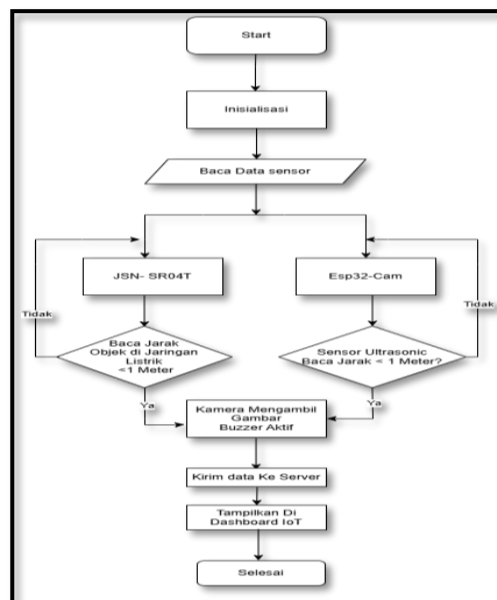 Start
Inisialisasi
Baca Data sensor
JSN- SR04T
Esp32-Cam
Tidak
Tidak
Baca Jarak
Objek di Jaringan
Listrik
<1 Meter
Sensor Ultrasonic
Baca Jarak < 1 Meter?
Ya
Ya
Kamera Mengambil
Gambar
Buzzer Aktif
Kirim data Ke Server
Tampilkan Di
Dashboard IoT
Selesai